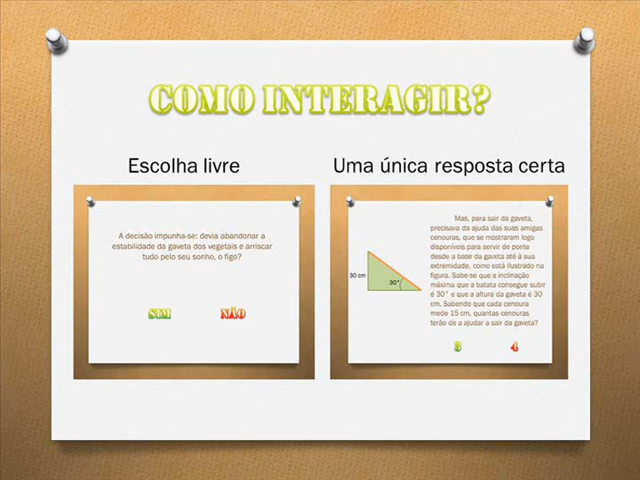 COMO INTERAGIR?
Escolha livre
A decisão impunha-se: devia abandonar a
estabilidade da gaveta dos vegetais e arriscar
tudo pelo seu sonho, o figo?
SIM
NÃO
Uma única resposta certa
Mas, para sair da gaveta,
precisava da ajuda das suas amigas
cenouras, que se mostraram logo
disponíveis para servir de ponte
desde a base da gaveta até à sua
extremidade, como está ilustrado na
figura. Sabe-se que a inclinação
máxima que a batata consegue subir
é 30° e que a altura da gaveta é 30
cm. Sabendo que cada cenoura
mede 15 cm, quantas cenouras
terão de a ajudar a sair da gaveta?
30 cm
30°
3
4